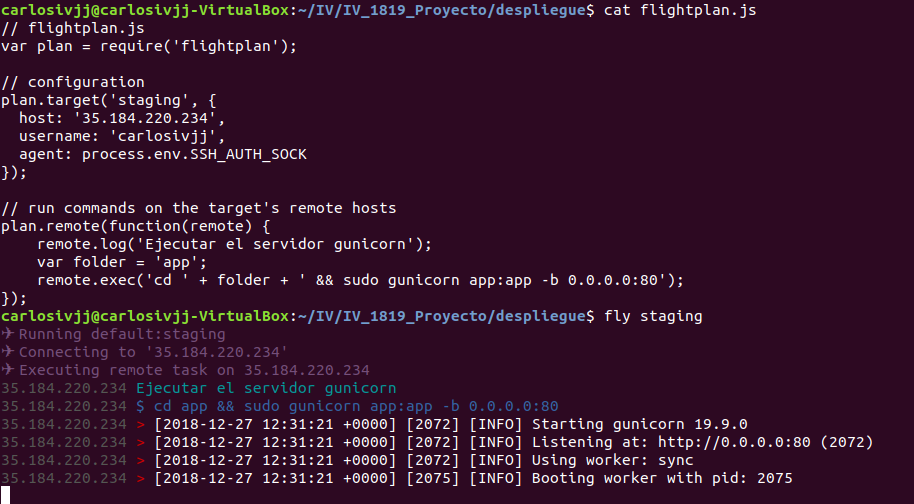 carlosivjj@carlosivjj-VirtualBox:~/IV/IV_1819_Proyecto/despliegue$ cat flightplan.js
// flightplan.js
var plan = require('flightplan');
// configuration
plan.target('staging', {
  host: '35.184.220.234',
  username: 'carlosivjj',
  agent: process.env.SSH_AUTH_SOCK
});
// run commands on the target's remote hosts
plan.remote(function(remote) {
    remote.log('Ejecutar el servidor gunicorn');
    var folder = 'app';
    remote.exec('cd ' + folder + ' && sudo gunicorn app:app -b 0.0.0.0:80');
});
carlosivjj@carlosivjj-VirtualBox:~/IV/IV_1819_Proyecto/despliegue$ fly staging
✈ Running default:staging
✈ Connecting to '35.184.220.234'
✈ Executing remote task on 35.184.220.234
35.184.220.234 Ejecutar el servidor gunicorn
35.184.220.234 $ cd app && sudo gunicorn app:app -b 0.0.0.0:80
35.184.220.234 > [2018-12-27 12:31:21 +0000] [2072] [INFO] Starting gunicorn 19.9.0
35.184.220.234 > [2018-12-27 12:31:21 +0000] [2072] [INFO] Listening at: http://0.0.0.0:80 (2072)
35.184.220.234 > [2018-12-27 12:31:21 +0000] [2072] [INFO] Using worker: sync
35.184.220.234 > [2018-12-27 12:31:21 +0000] [2075] [INFO] Booting worker with pid: 2075